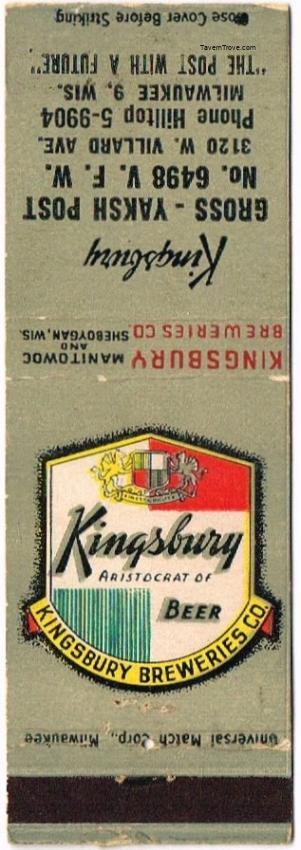 TavernTrove.com
Close Cover Before Striking
"THE POST WITH A FUTURE"
MILWAUKEE 9, WIS.
Phone Hilltop 5-9904
3120 W. VILLARD AVE.
No. 6498 V. F. W.
GROSS - YAKSH POST
Kingsbury
KINGSBURY
BREWERIES CO.
MANITOWOC
AND
SHEBOYGAN, WIS.
Kingsbury
ARISTOCRAT OF
BEER
KINGSBURY BREWERIES CO.
Universal Match Corp., Milwaukee